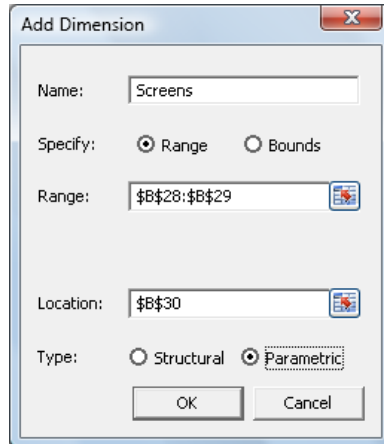 Add Dimension
Name: Screens
Specify: Range Bounds
Range: $B$28:$B$29
Location: $B$30
Type: Structural Parametric
OK Cancel